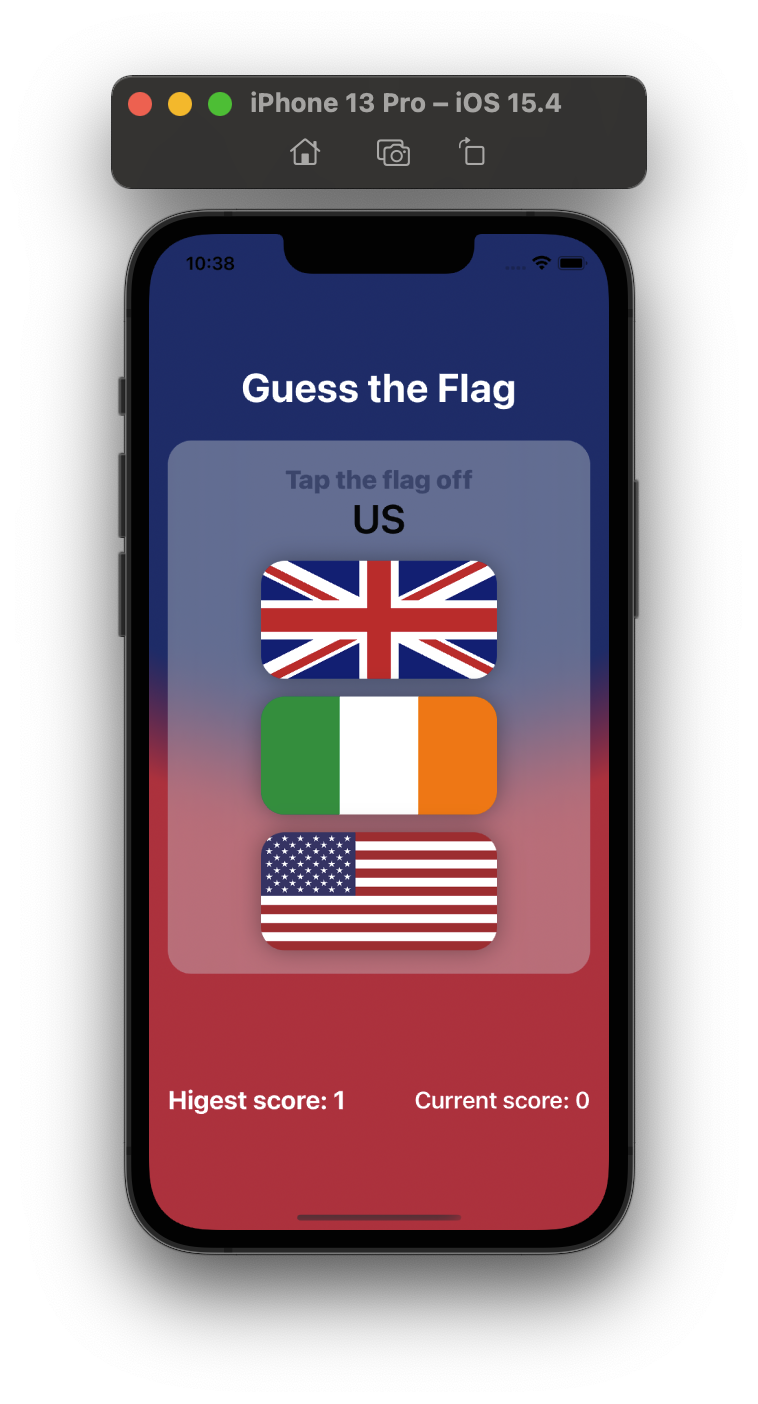 iPhone 13 Pro – iOS 15.4
10:38
Guess the Flag
Tap the flag off
US
Higest score: 1
Current score: 0